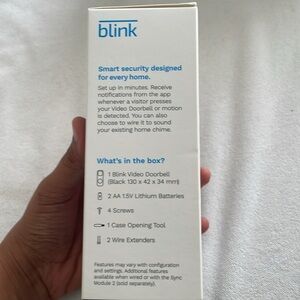 blink
Smart security designed
for every home.
Set up in minutes. Receive
notifications from the app
whenever a visitor presses
your Video Doorbell or motion
is detected. You can also
choose to wire it to sound
your existing home chime.
What's in the box?
1 Blink Video Doorbell
(Black 130 x 42 x 34 mm)
2 AA 1.5V Lithium Batteries
4 Screws
1 Case Opening Tool
2 Wire Extenders
Features may vary with configuration
and settings. Additional features
available when wired or with the Sync
Module 2 (sold separately).